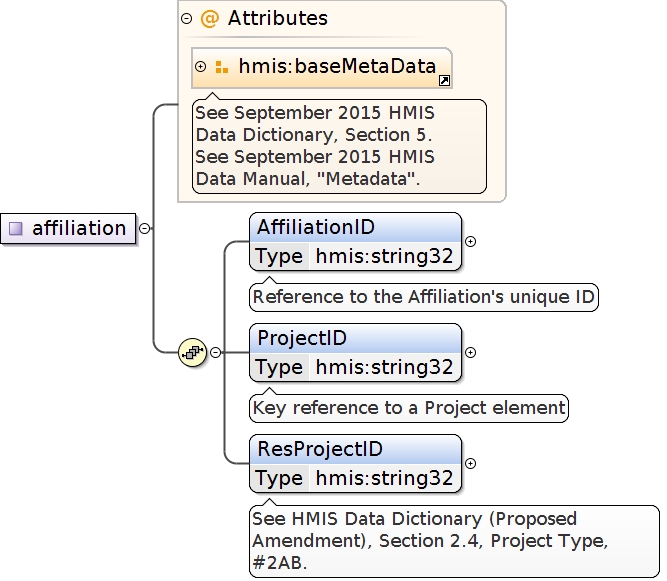 @ Attributes
hmis:baseMetaData
See September 2015 HMIS
Data Dictionary, Section 5.
See September 2015 HMIS
Data Manual, "Metadata".
affiliation
AffiliationID
Type hmis:string32
Reference to the Affiliation's unique ID
ProjectID
Type hmis:string32
Key reference to a Project element
ResProjectID
Type hmis:string32
See HMIS Data Dictionary (Proposed
Amendment), Section 2.4, Project Type,
#2AB.